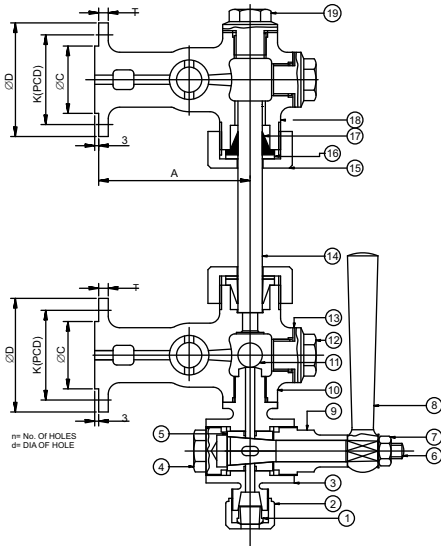 T
19
ØD
K(PCD)
ØC
18
17
3
16
A
15
14
T
13
12
ØD
K(PCD)
ØC
11
10
3
9
8
n= No. Of HOLES
d= DIA OF HOLE
5
7
4
6
3
2
1